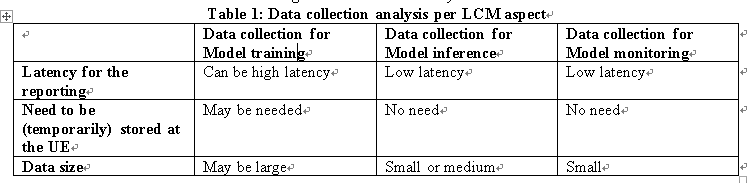 Table 1: Data collection analysis per LCM aspect
Data collection for Model training
Data collection for Model inference
Data collection for Model monitoring
Latency for the reporting
Can be high latency
Low latency
Low latency
Need to be (temporarily) stored at the UE
May be needed
No need
No need
Data size
May be large
Small or medium
Small